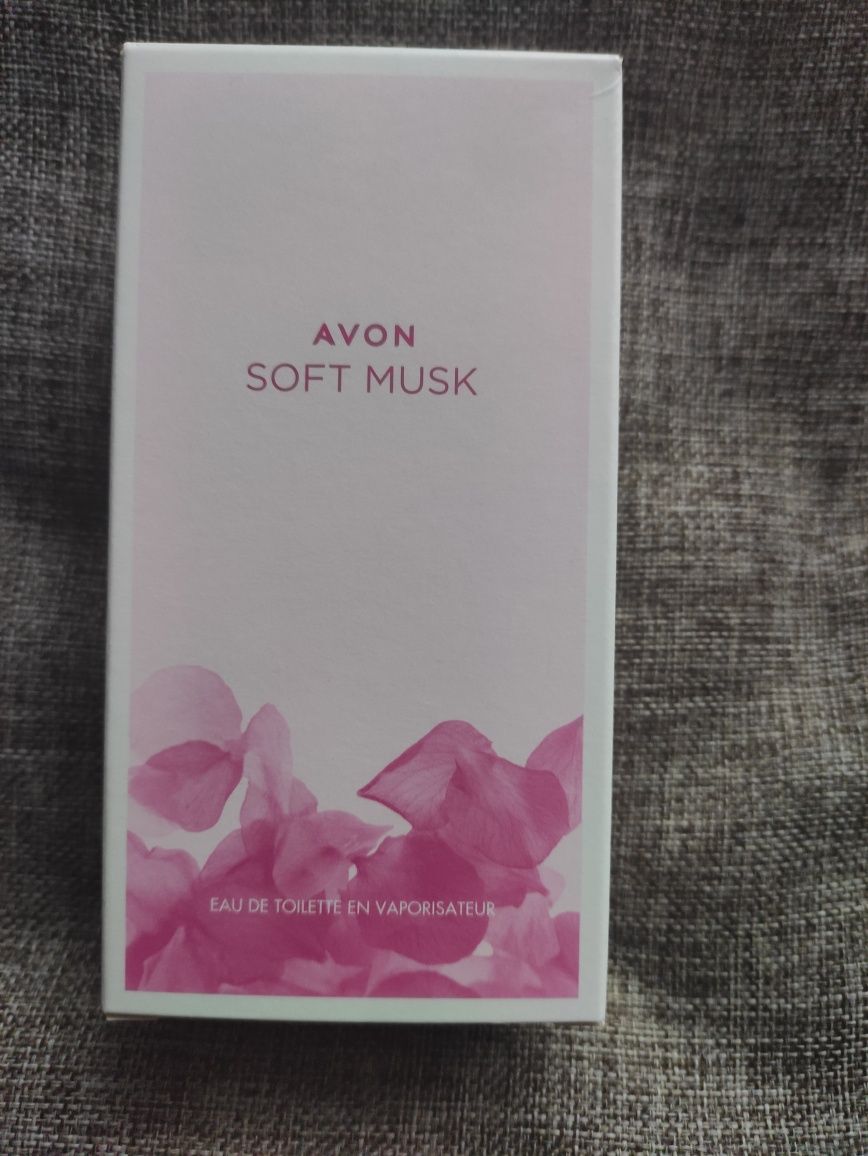 AVON
SOFT MUSK
EAU DE TOILETTE EN VAPORISATEUR